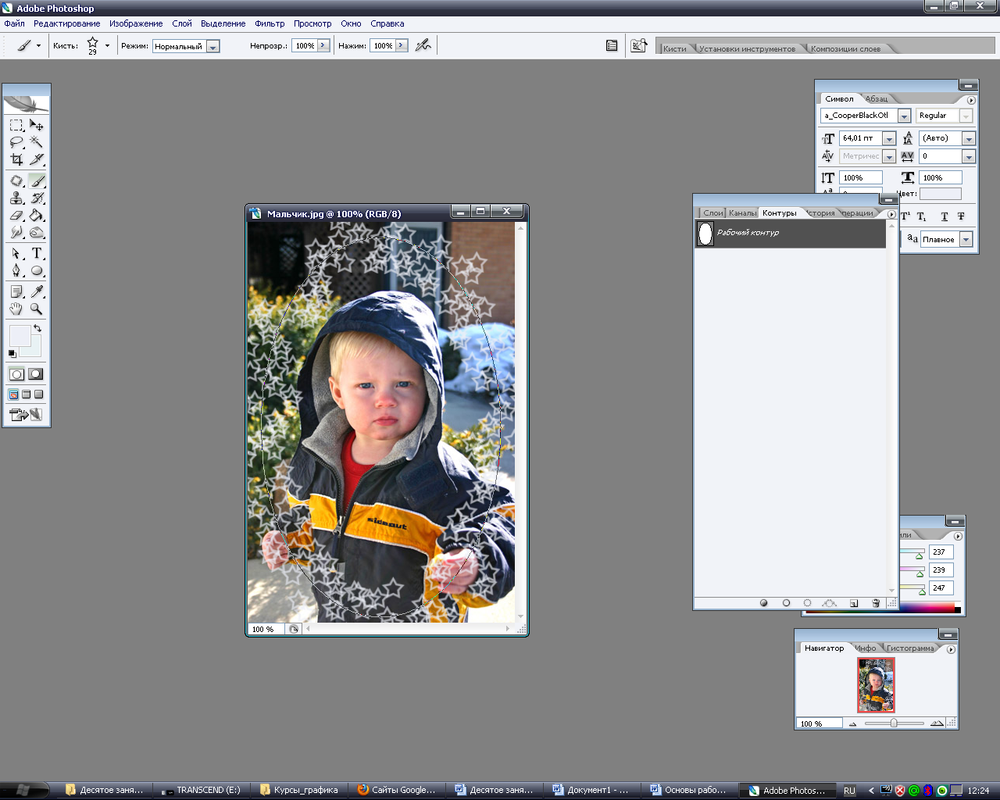 Adobe Photoshop
Файл Редактирование Изображение Слой Выделение Фильтр Просмотр Окно Справка
Кисть: 29 Режим: Нормальный Непрозр.: 100% Нажим: 100% Кисти Установки инструментов Композиции слоев
Символ Абзац
a_CooperBlackOtl Regular
64,01 пт (Авто)
Метричес 0
100% 100%
Цвет:
Плавное
Мальчик.jpg @ 100% (RGB/8)
sideout
100 %
Слои Каналы Контуры История Операции
Рабочий контур
237
239
247
Навигатор Инфо Гистограмма
100 %
Десятое заня... TRANSCEND (E:) Курсы_графика Сайты Google... Десятое заня... Документ1 - ... Основы рабо... Adobe Photos... RU 12:24